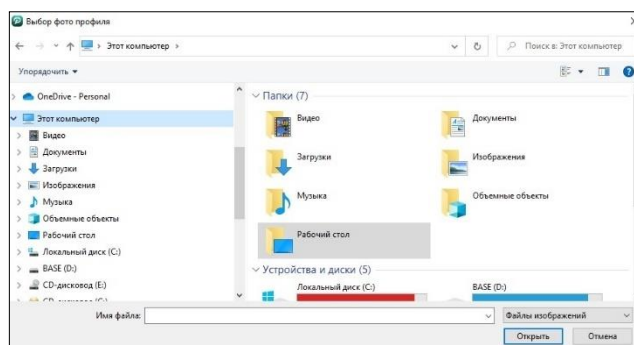 Выбор фото профиля
Этот компьютер
Поиск в: Этот компьютер
Упорядочить
OneDrive - Personal
Этот компьютер
Видео
Документы
Загрузки
Изображения
Музыка
Объемные объекты
Рабочий стол
Локальный диск (C:)
BASE (D:)
CD-дисковод (E:)
Папки (7)
Видео
Документы
Загрузки
Изображения
Музыка
Объемные объекты
Рабочий стол
Устройства и диски (5)
Локальный диск (C:)
BASE (D:)
Имя файла:
Файлы изображений
Открыть
Отмена